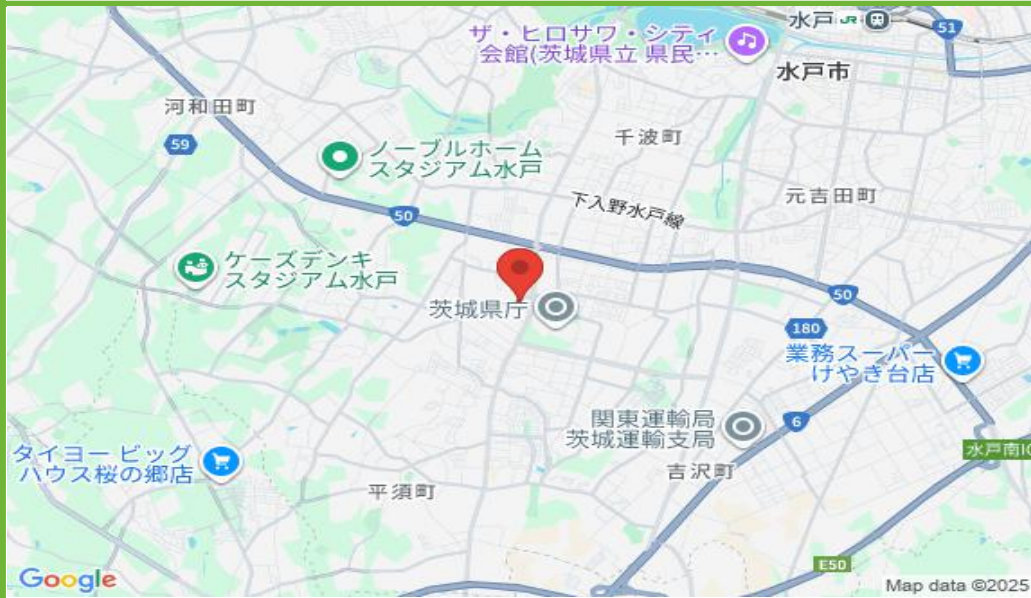 水戸 JR
51
ザ・ヒロサワ・シティ
会館(茨城県立 県民…
水戸市
河和田町
59
ノーブルホーム
スタジアム水戸
千波町
元吉田町
下入野水戸線
50
ケーズデンキ
スタジアム水戸
茨城県庁
50
180
業務スーパー
けやき台店
6
関東運輸局
茨城運輸支局
水戸南IC
タイヨー ビッグ
ハウス桜の郷店
吉沢町
平須町
E50
Google
Map data ©2025